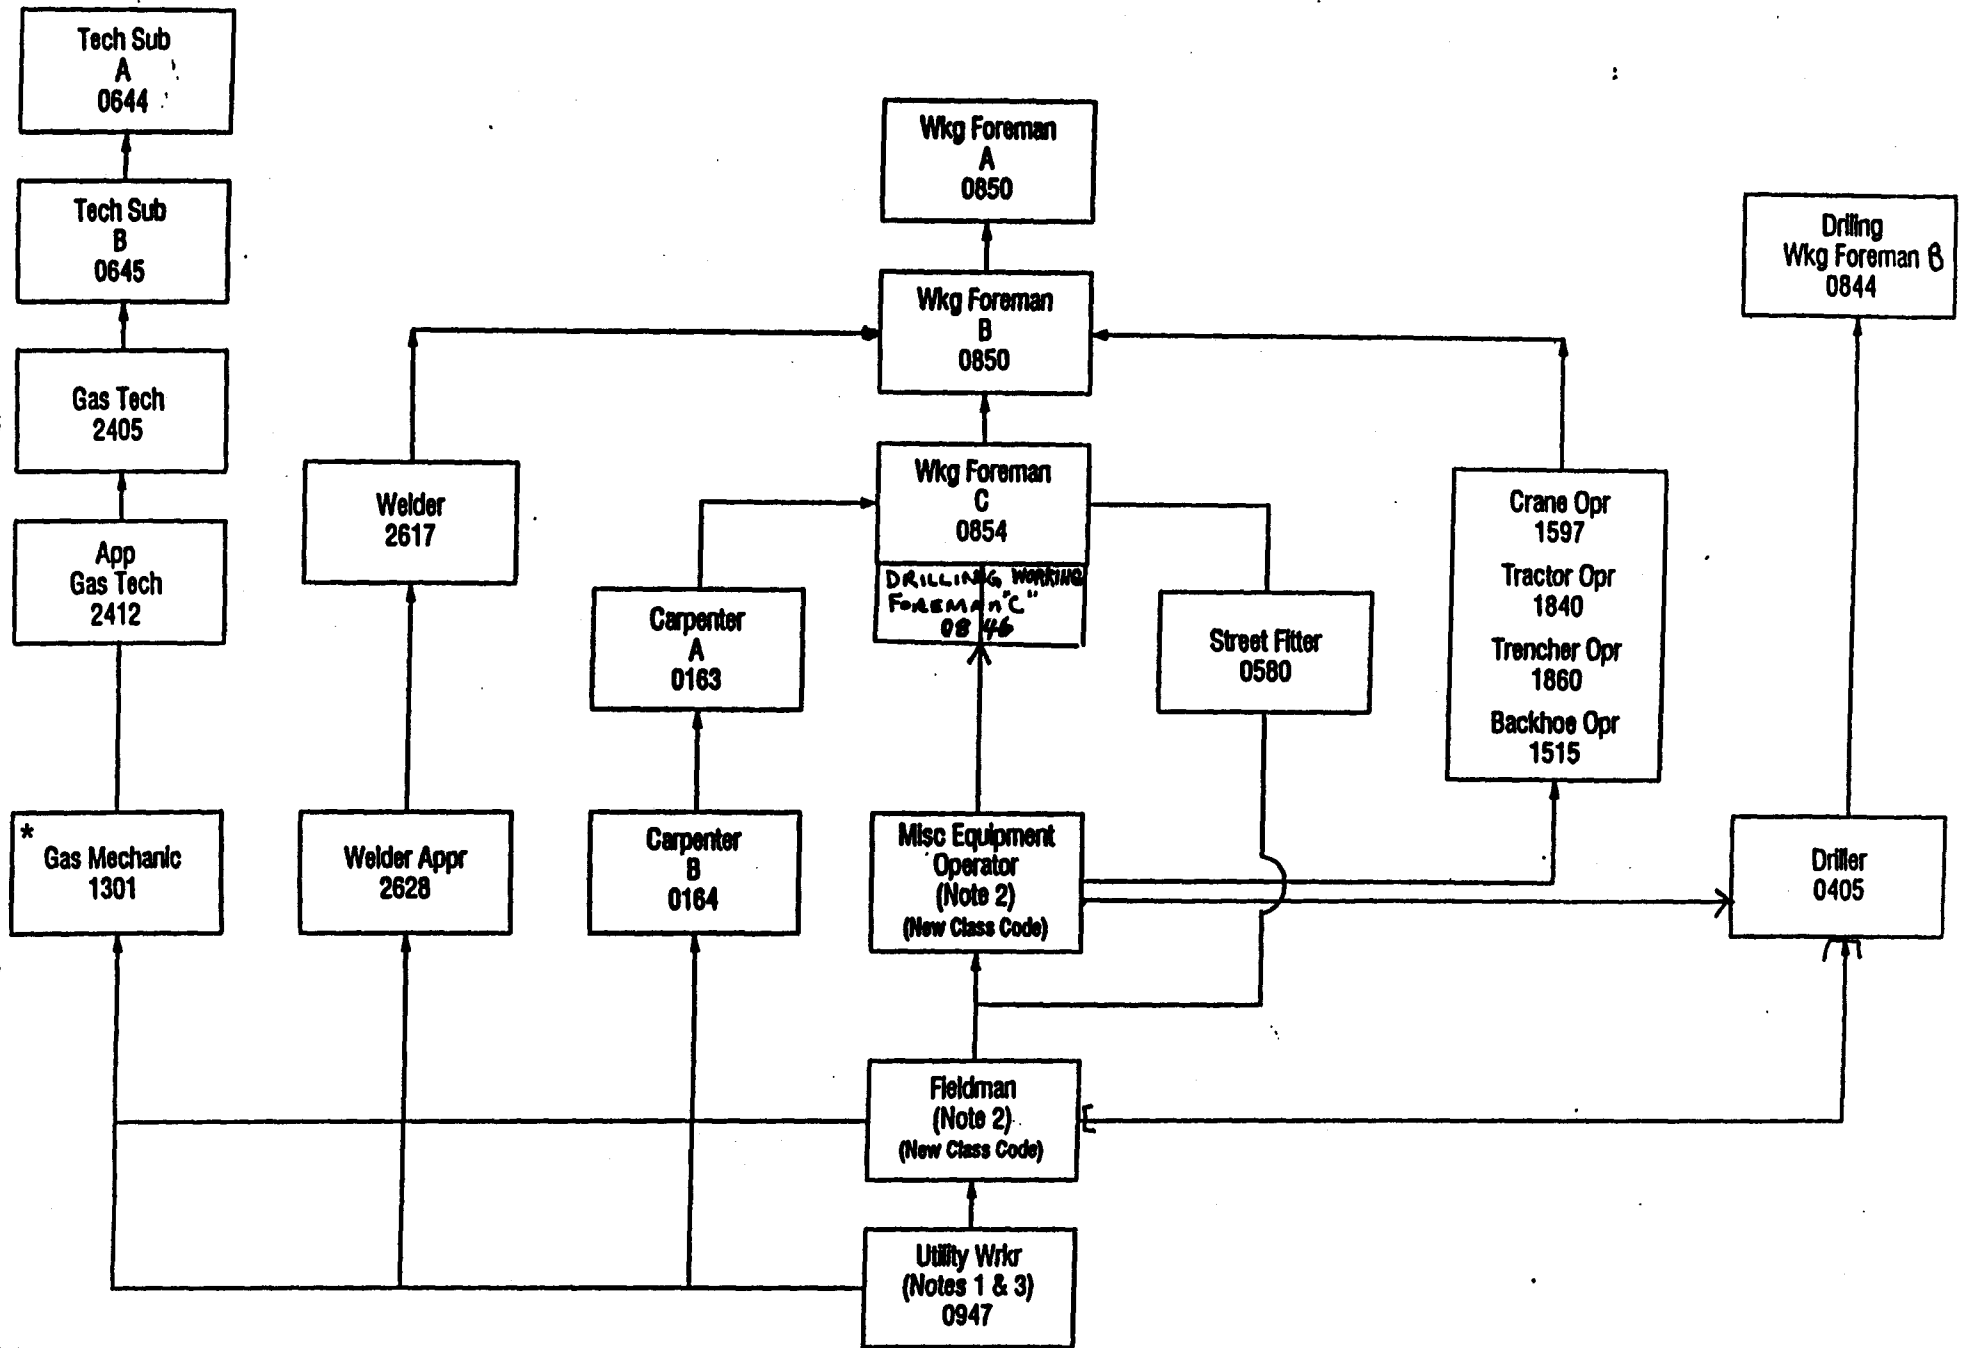 Tech Sub
A
0644
Tech Sub
B
0645
Gas Tech
2405
App
Gas Tech
2412
*
Gas Mechanic
1301
Welder
2617
Welder Appr
2628
Carpenter
A
0163
Carpenter
B
0164
Wkg Foreman
A
0850
Wkg Foreman
B
0850
Wkg Foreman
C
0854
DRILLING WORKING
FOREMAN "C"
0846
Misc Equipment
Operator
(Note 2)
(New Class Code)
Fieldman
(Note 2)
(New Class Code)
Utility Wrkr
(Notes 1 & 3)
0947
Street Fitter
0580
Crane Opr
1597
Tractor Opr
1840
Trencher Opr
1860
Backhoe Opr
1515
Drilling
Wkg Foreman B
0844
Driller
0405